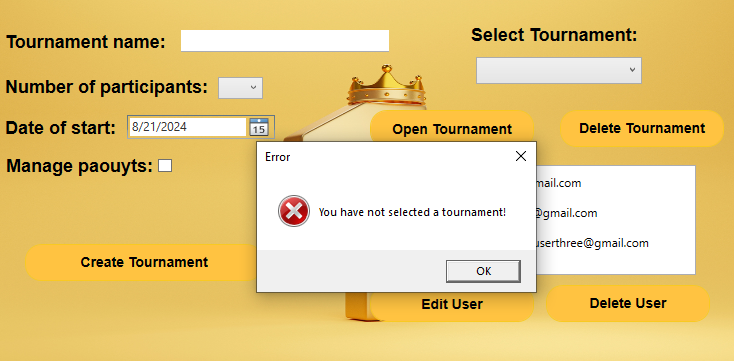 Tournament name:
Select Tournament:
Number of participants:
Date of start:
8/21/2024
15
Open Tournament
Delete Tournament
Manage paouyts:
Error
You have not selected a tournament!
OK
mail.com
@gmail.com
userthree@gmail.com
Create Tournament
Edit User
Delete User